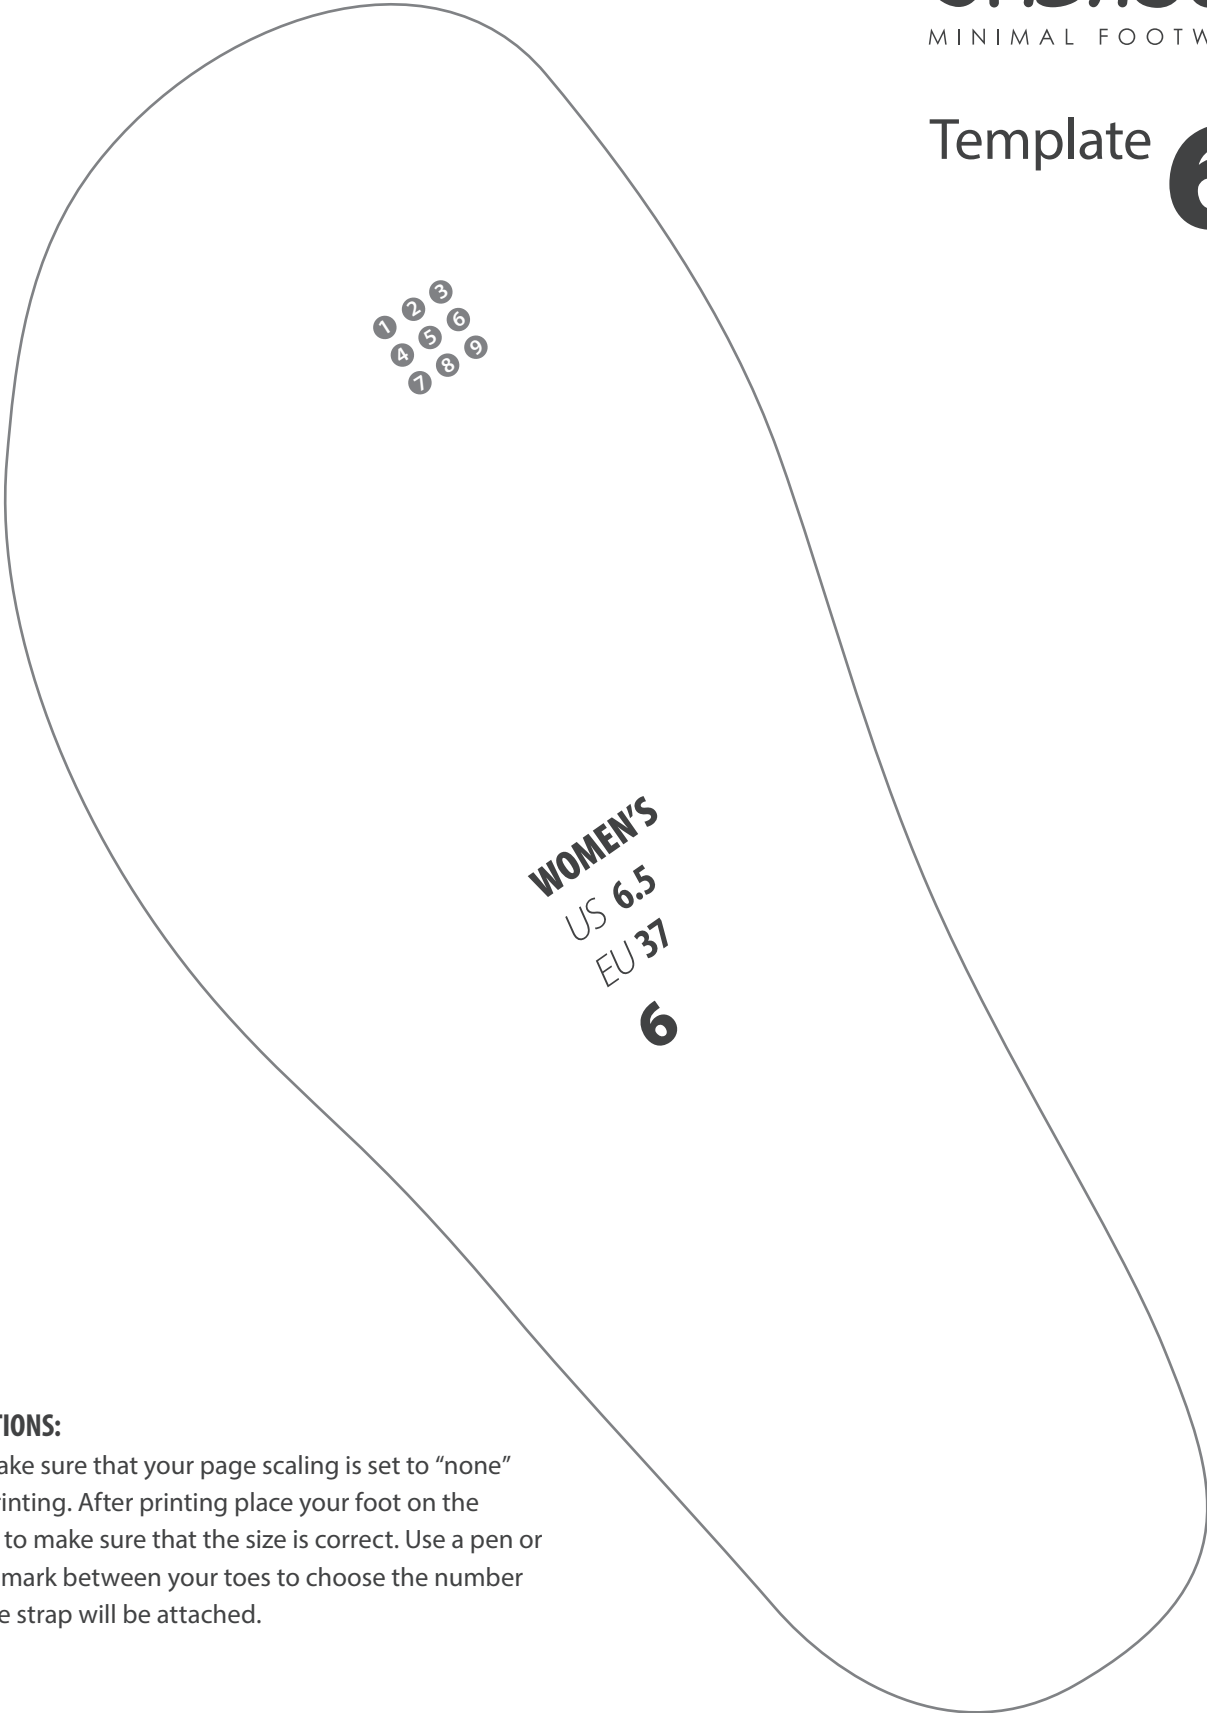 MINIMAL FOOTW
Template 6
1 2 3
4 5 6
7 8 9
WOMEN'S
US 6.5
EU 37
6
TIONS:
ake sure that your page scaling is set to “none”
rinting. After printing place your foot on the
to make sure that the size is correct. Use a pen or
mark between your toes to choose the number
e strap will be attached.